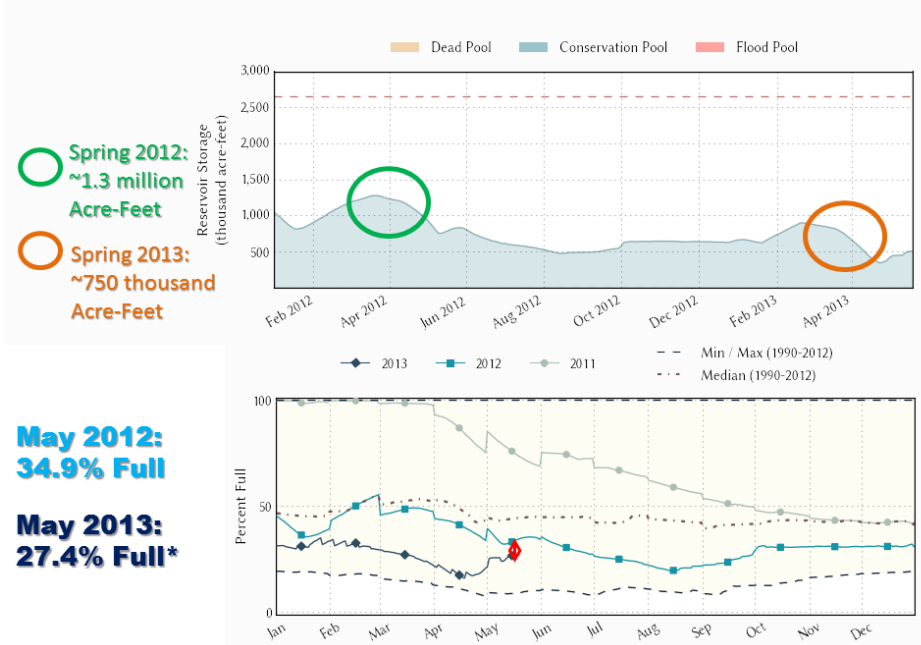 Dead Pool Conservation Pool Flood Pool
3,000
2,500
2,000
1,500
1,000
500
Reservoir Storage
(thousand acre-feet)
Feb 2012 Apr 2012 Jun 2012 Aug 2012 Oct 2012 Dec 2012 Feb 2013 Apr 2013
Spring 2012:
~1.3 million
Acre-Feet
Spring 2013:
~750 thousand
Acre-Feet
2013 2012 2011 Min / Max (1990-2012)
Median (1990-2012)
100
50
0
Percent Full
Jan Feb Mar Apr May Jun Jul Aug Sep Oct Nov Dec
May 2012:
34.9% Full
May 2013:
27.4% Full*